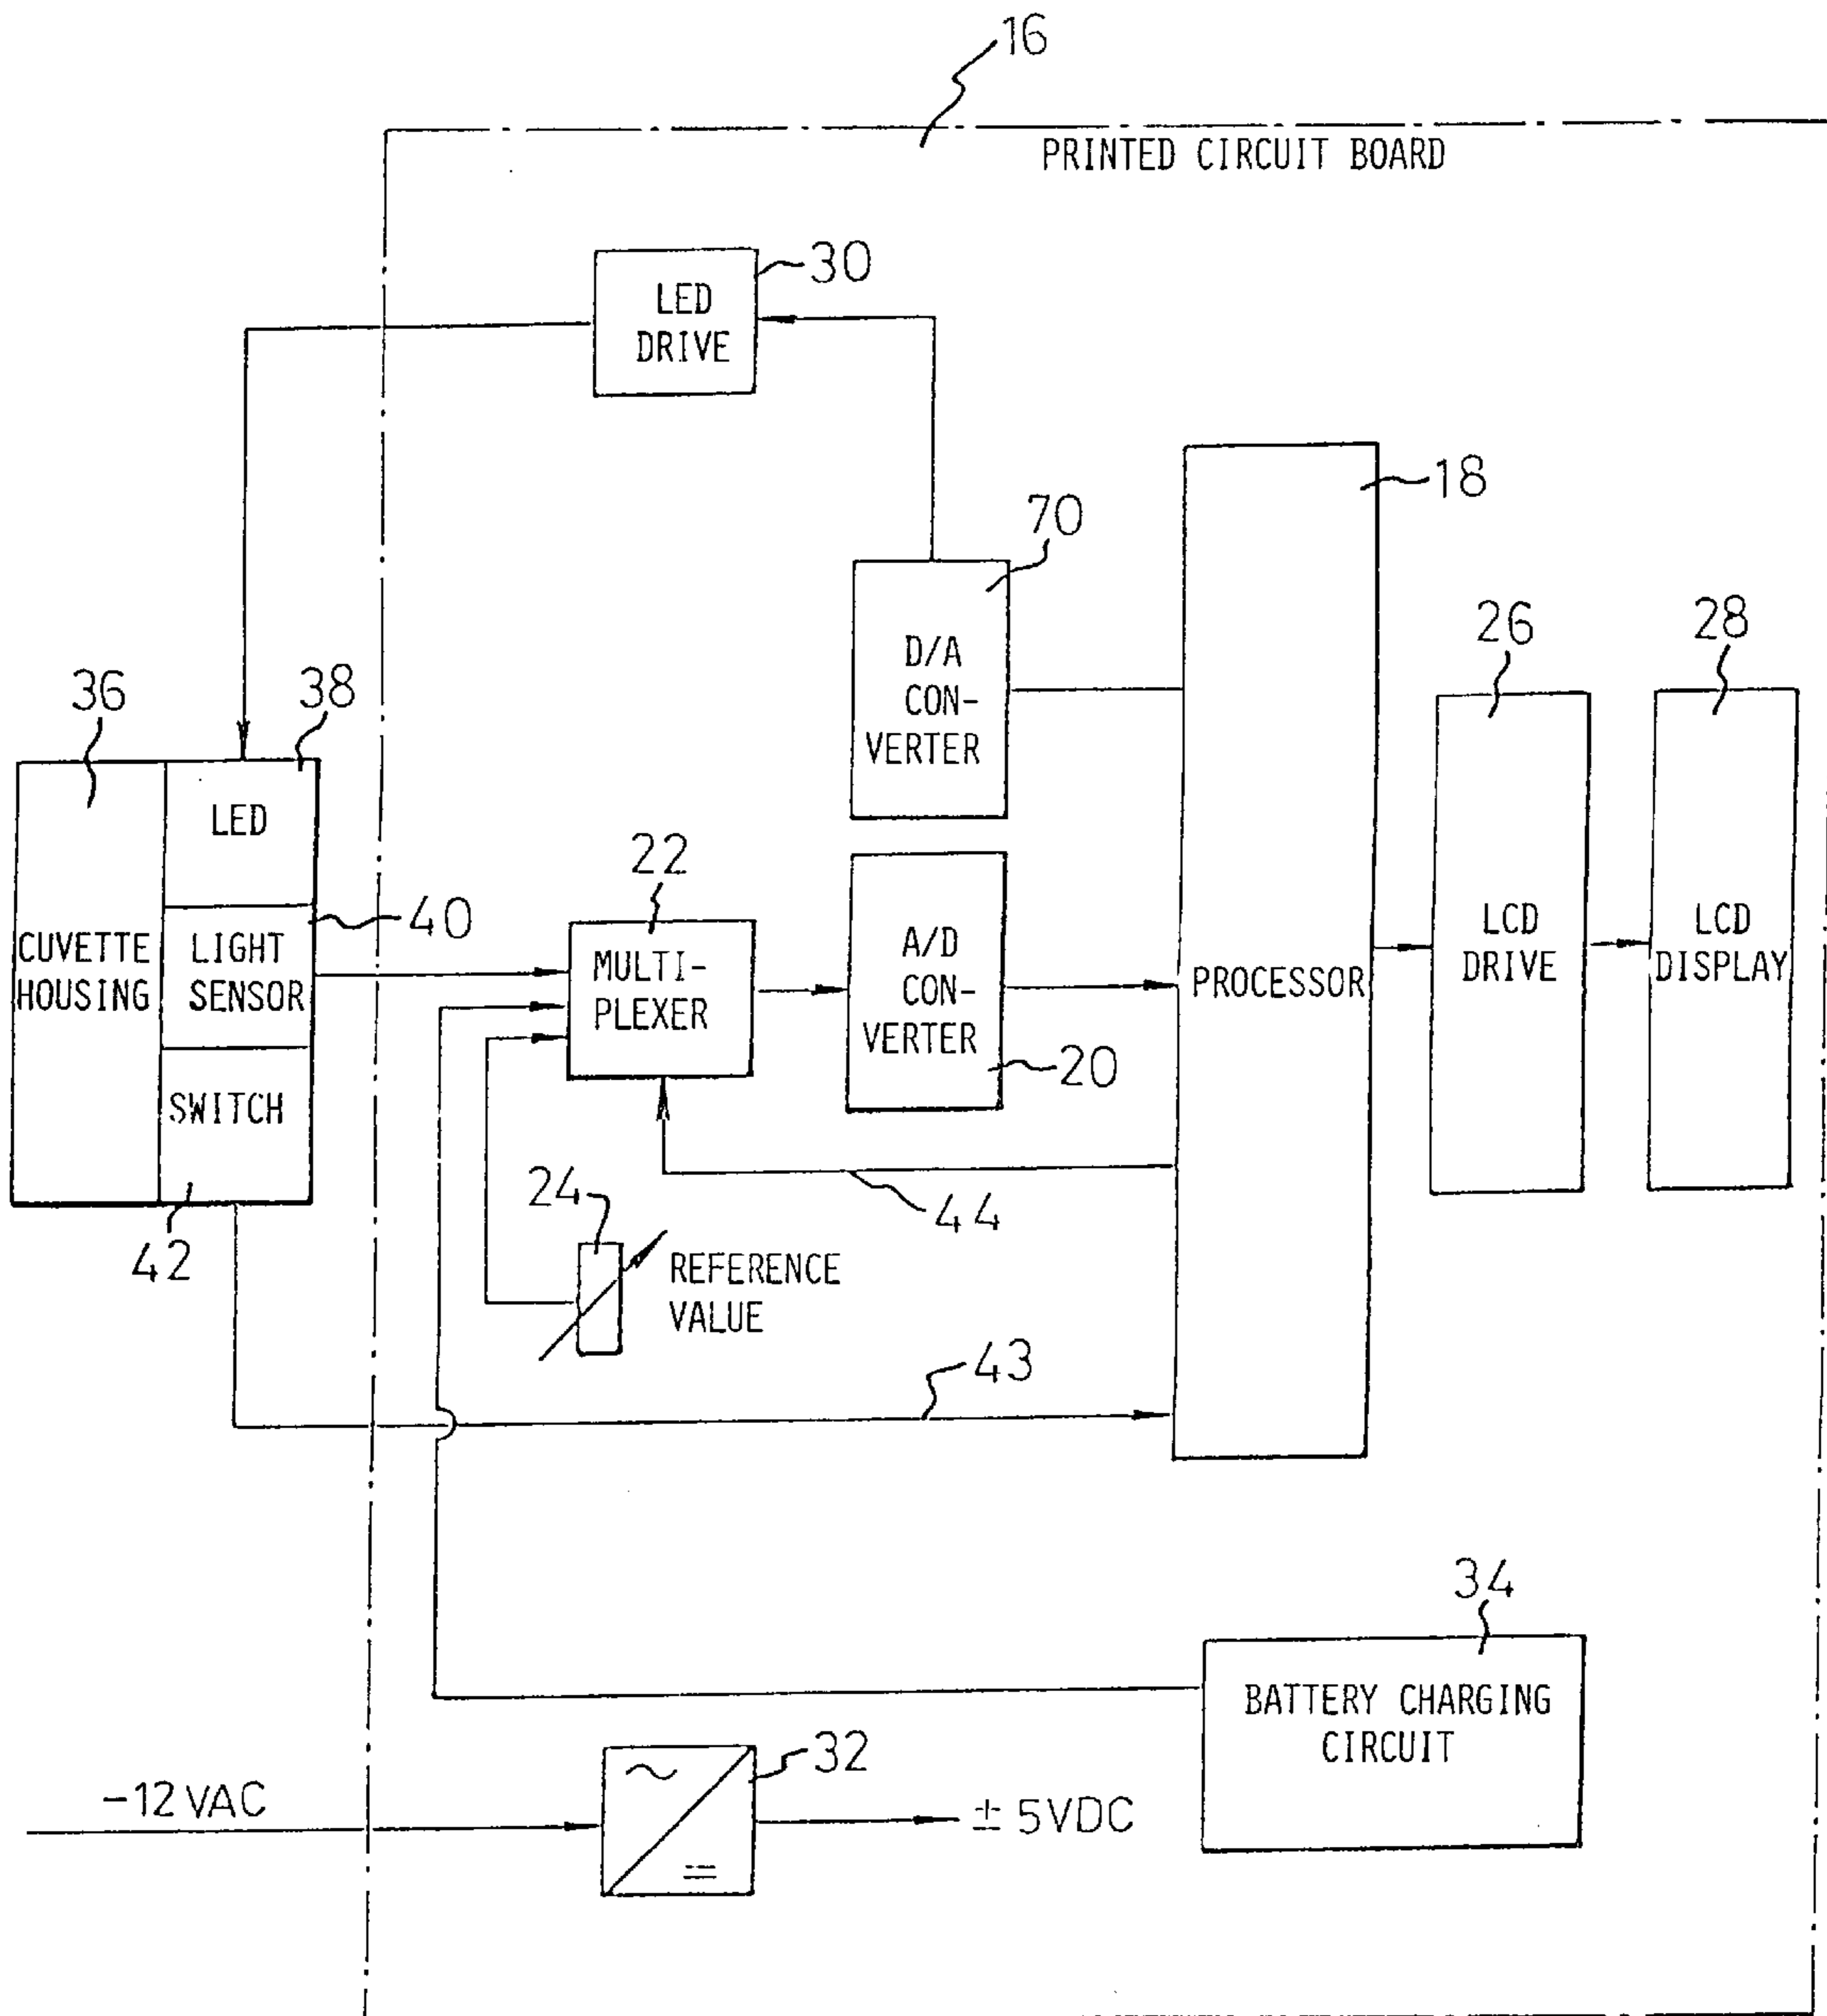 16
PRINTED CIRCUIT BOARD
30
LED
DRIVE
18
70
D/A
CON-
VERTER
26
28
36
38
LED
22
40
CUVETTE
HOUSING
LIGHT
SENSOR
MULTI-
PLEXER
A/D
CON-
VERTER
20
PROCESSOR
LCD
DRIVE
LCD
DISPLAY
SWITCH
42
24
44
REFERENCE
VALUE
43
34
BATTERY CHARGING
CIRCUIT
32
-12VAC
± 5VDC